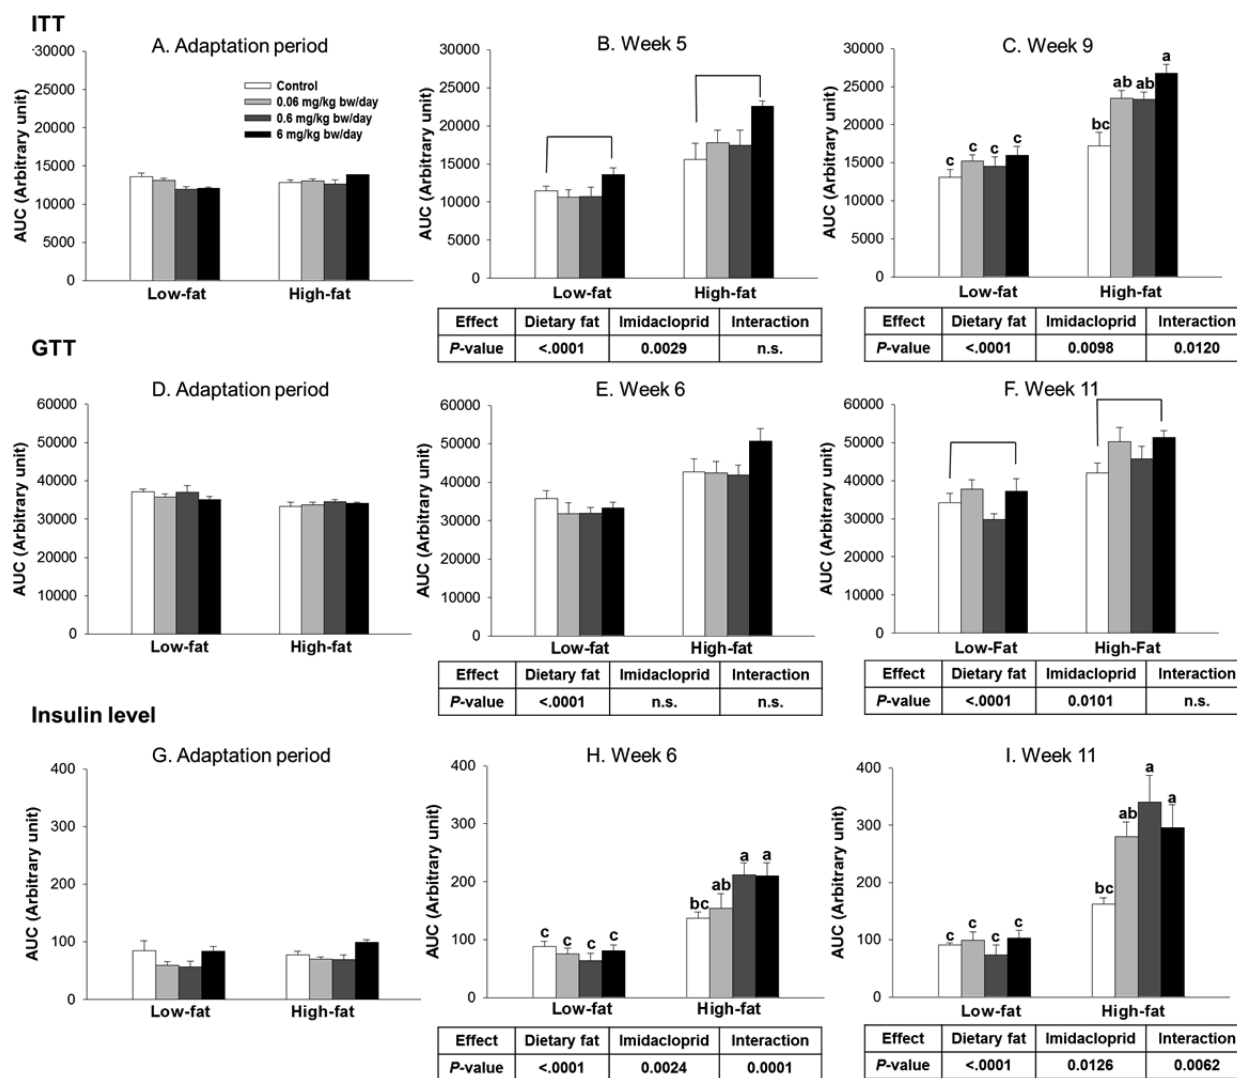 ITT
A. Adaptation period
AUC (Arbitrary unit)
30000
25000
20000
15000
10000
5000
0
Control
0.06 mg/kg bw/day
0.6 mg/kg bw/day
6 mg/kg bw/day
Low-fat High-fat
B. Week 5
AUC (Arbitrary unit)
30000
25000
20000
15000
10000
5000
0
Low-fat High-fat
Effect Dietary fat Imidacloprid Interaction
P-value <.0001 0.0029 n.s.
C. Week 9
AUC (Arbitrary unit)
30000
25000
20000
15000
10000
5000
0
c c c c bc ab ab a
Low-fat High-fat
Effect Dietary fat Imidacloprid Interaction
P-value <.0001 0.0098 0.0120
GTT
D. Adaptation period
AUC (Arbitrary unit)
60000
50000
40000
30000
20000
10000
0
Low-fat High-fat
E. Week 6
AUC (Arbitrary unit)
60000
50000
40000
30000
20000
10000
0
Low-fat High-fat
Effect Dietary fat Imidacloprid Interaction
P-value <.0001 n.s. n.s.
F. Week 11
AUC (Arbitrary unit)
60000
50000
40000
30000
20000
10000
0
Low-Fat High-Fat
Effect Dietary fat Imidacloprid Interaction
P-value <.0001 0.0101 n.s.
Insulin level
G. Adaptation period
AUC (Arbitrary unit)
400
300
200
100
0
Low-fat High-fat
H. Week 6
AUC (Arbitrary unit)
400
300
200
100
0
c c c c bc ab a a
Low-fat High-fat
Effect Dietary fat Imidacloprid Interaction
P-value <.0001 0.0024 0.0001
I. Week 11
AUC (Arbitrary unit)
400
300
200
100
0
c c c c bc ab a a
Low-fat High-fat
Effect Dietary fat Imidacloprid Interaction
P-value <.0001 0.0126 0.0062